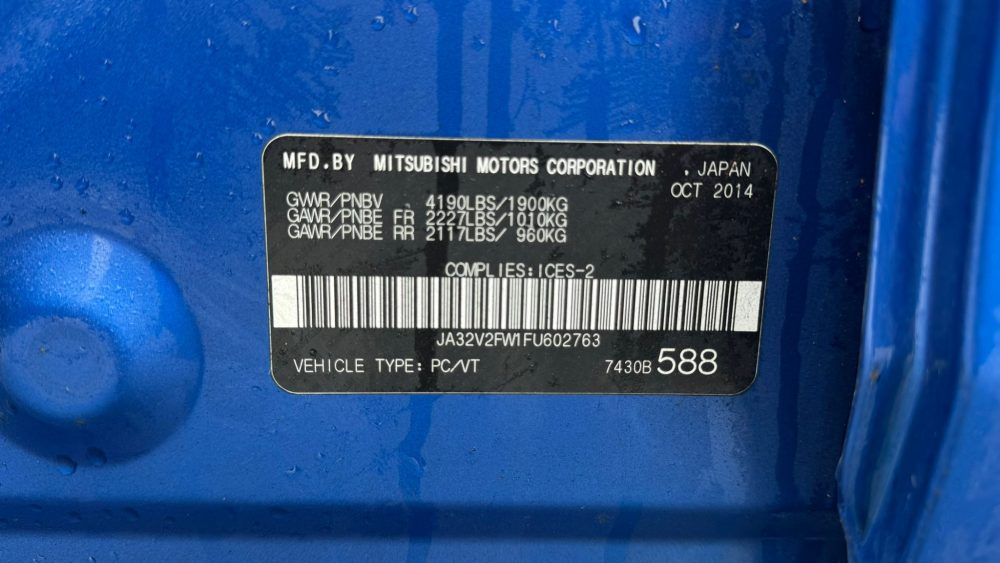 MFD.BY MITSUBISHI MOTORS CORPORATION , JAPAN
OCT 2014
GWWR/PNBV 4190LBS/1900KG
GAWR/PNBE FR 2227LBS/1010KG
GAWR/PNBE RR 2117LBS/ 960KG
COMPLIES:ICES-2
JA32V2FW1FU602763
VEHICLE TYPE: PC/VT 7430B 588